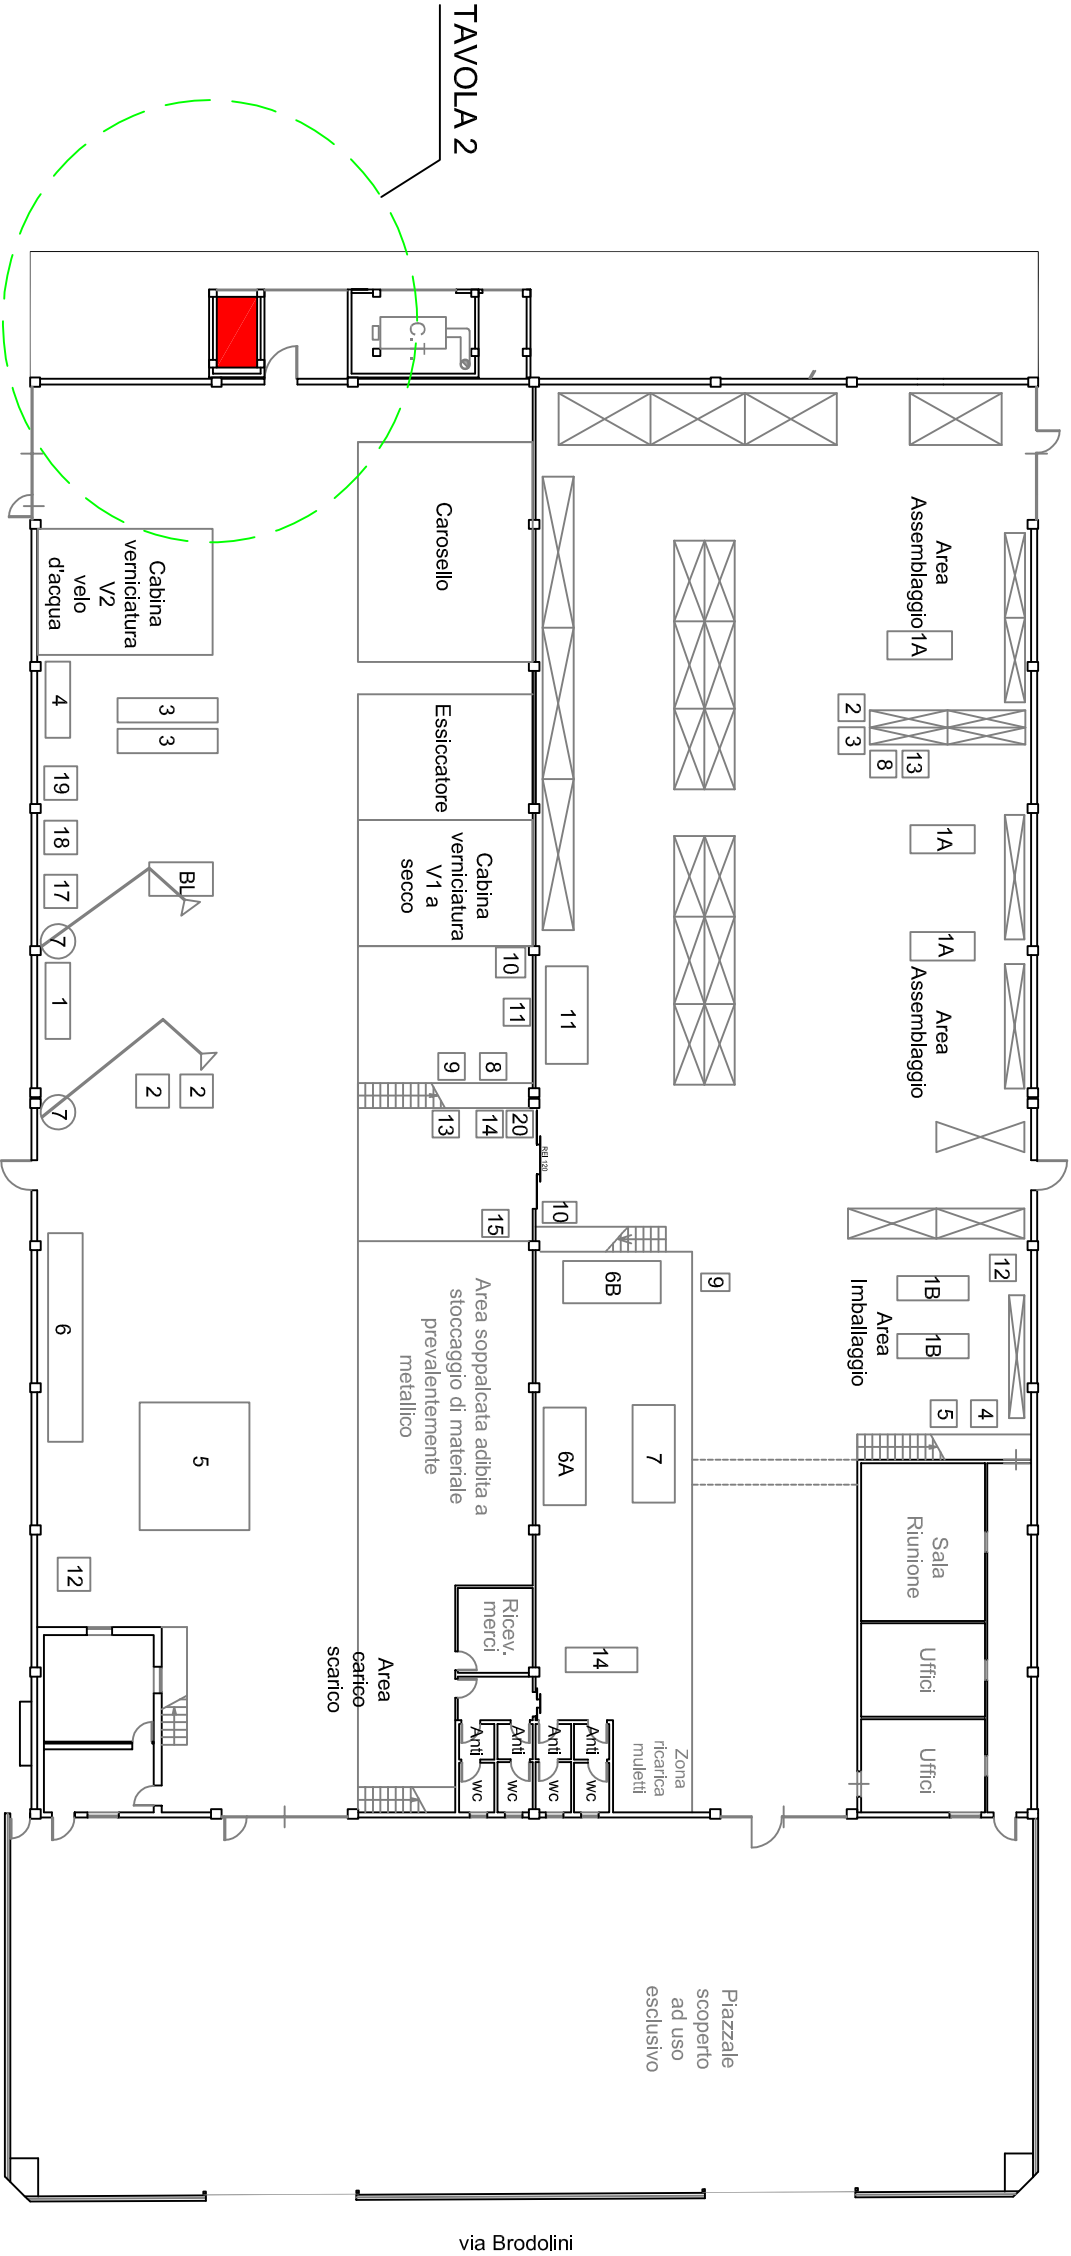 TAVOLA 2
C.T.
Carosello
Area
Assemblaggio
1A
Cabina
verniciatura
V2
velo
d'acqua
4
3
3
Essiccatore
2
3
8
13
19
18
17
BL
7
Cabina
verniciatura
V1 a
secco
1A
1A
Area
Assemblaggio
10
11
11
1
2
2
7
9
8
13
14
20
REI 120
15
10
9
12
1B
1B
Area
Imballaggio
5
4
6B
6A
7
6
5
12
Area soppalcata adibita a
stoccaggio di materiale
prevalentemente
metallico
Sala
Riunione
Uffici
Uffici
Ricev.
merci
14
Area
carico
scarico
Anti
Anti
Anti
Anti
wc
wc
wc
wc
Zona
ricarica
muletti
Piazzale
scoperto
ad uso
esclusivo
via Brodolini